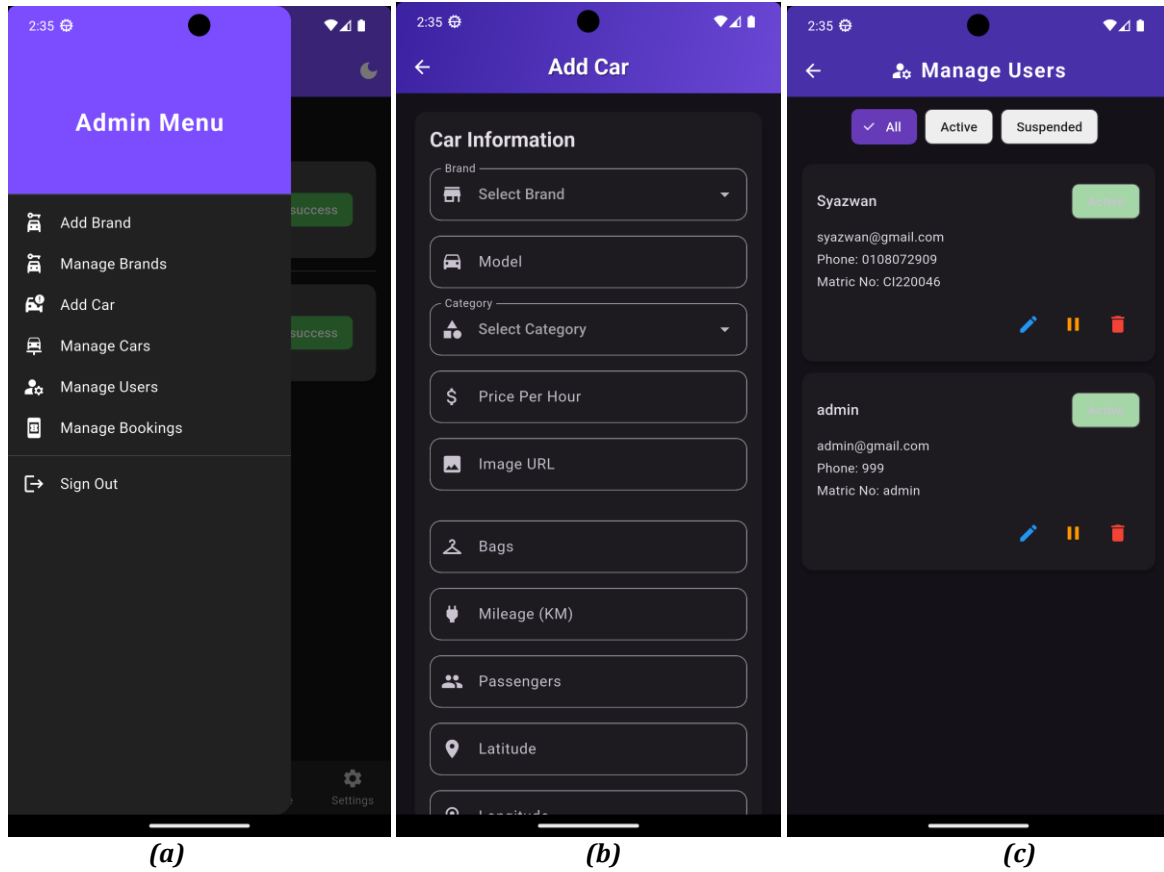 2:35
Admin Menu
success
success
Add Brand
Manage Brands
Add Car
Manage Cars
Manage Users
Manage Bookings
Sign Out
Settings
(a)
2:35
Add Car
Car Information
Brand
Select Brand
Model
Category
Select Category
$ Price Per Hour
Image URL
Bags
Mileage (KM)
Passengers
Latitude
Longitude
(b)
2:35
Manage Users
All Active Suspended
Syazwan
Active
syazwan@gmail.com
Phone: 0108072909
Matric No: CI220046
admin
Active
admin@gmail.com
Phone: 999
Matric No: admin
(c)